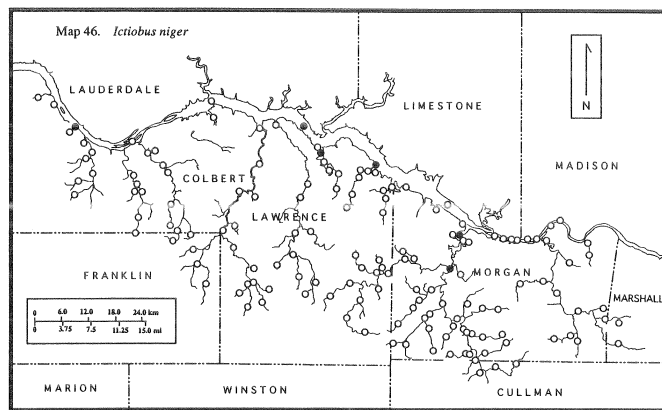 Map 46. Ictiobus niger
LAUDERDALE
LIMESTONE
N
MADISON
COLBERT
LAWRENCE
FRANKLIN
MORGAN
MARSHALL
0 6.0 12.0 18.0 24.0 km
0 3.75 7.5 11.25 15.0 mi
MARION
WINSTON
CULLMAN